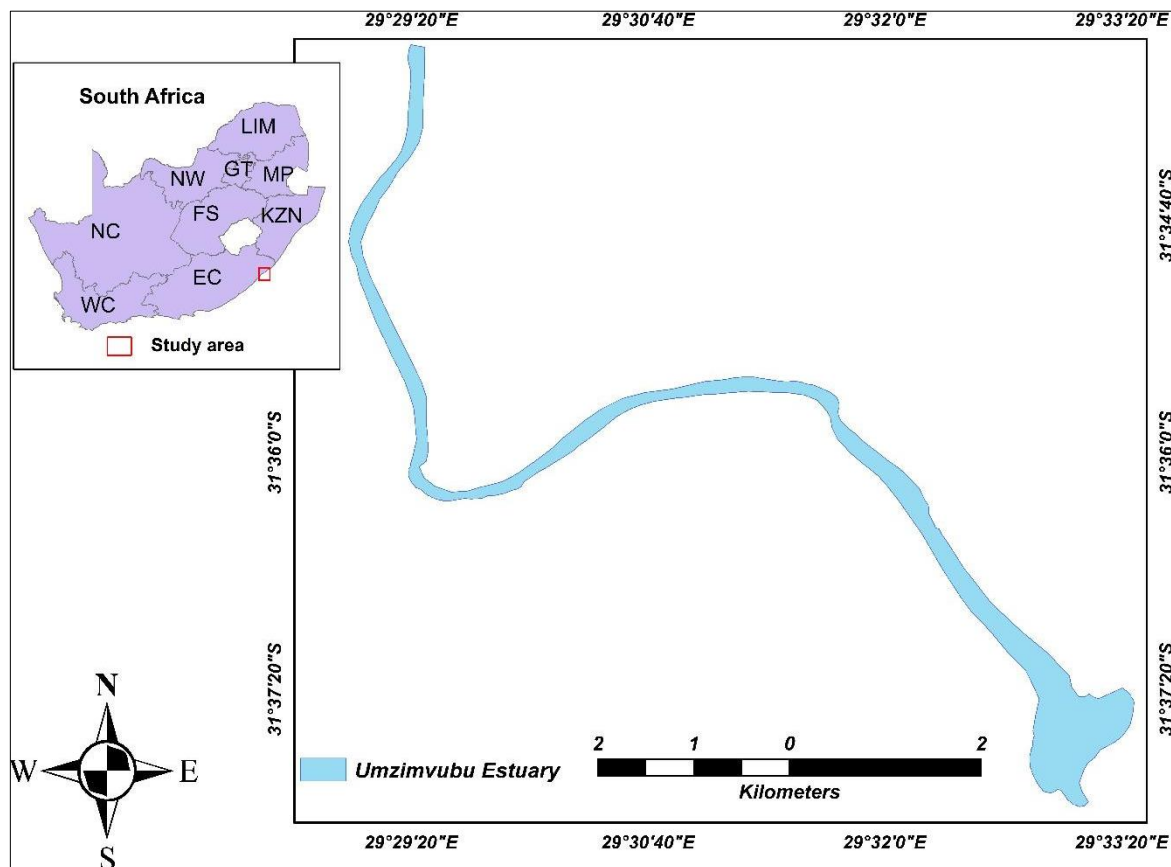 29°29'20"E 29°30'40"E 29°32'0"E 29°33'20"E
South Africa
LIM
NW GT MP
FS KZN
NC
EC
WC
Study area
31°34'40"S
31°36'0"S 31°36'0"S
31°37'20"S 31°37'20"S
N
W E
S
Umzimvubu Estuary
2 1 0 2
Kilometers
29°29'20"E 29°30'40"E 29°32'0"E 29°33'20"E